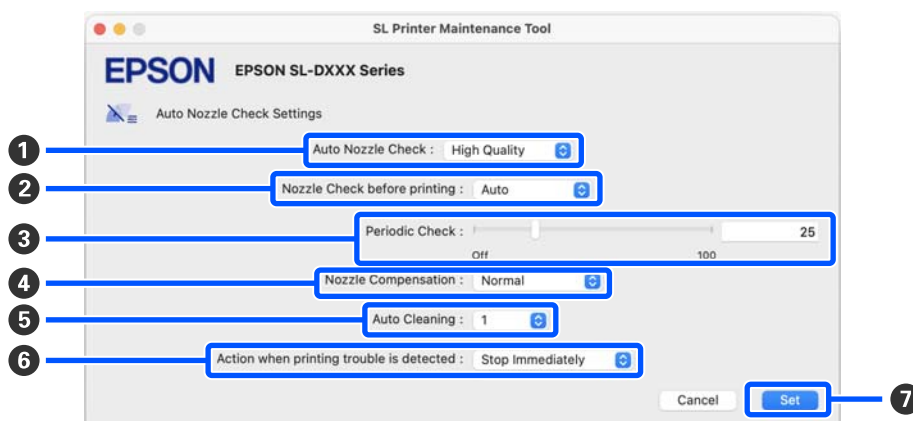 SL Printer Maintenance Tool
EPSON EPSON SL-DXXX Series
Auto Nozzle Check Settings
1 Auto Nozzle Check : High Quality
2 Nozzle Check before printing : Auto
3 Periodic Check : 25
Off 100
4 Nozzle Compensation : Normal
5 Auto Cleaning : 1
6 Action when printing trouble is detected : Stop Immediately
Cancel Set 7